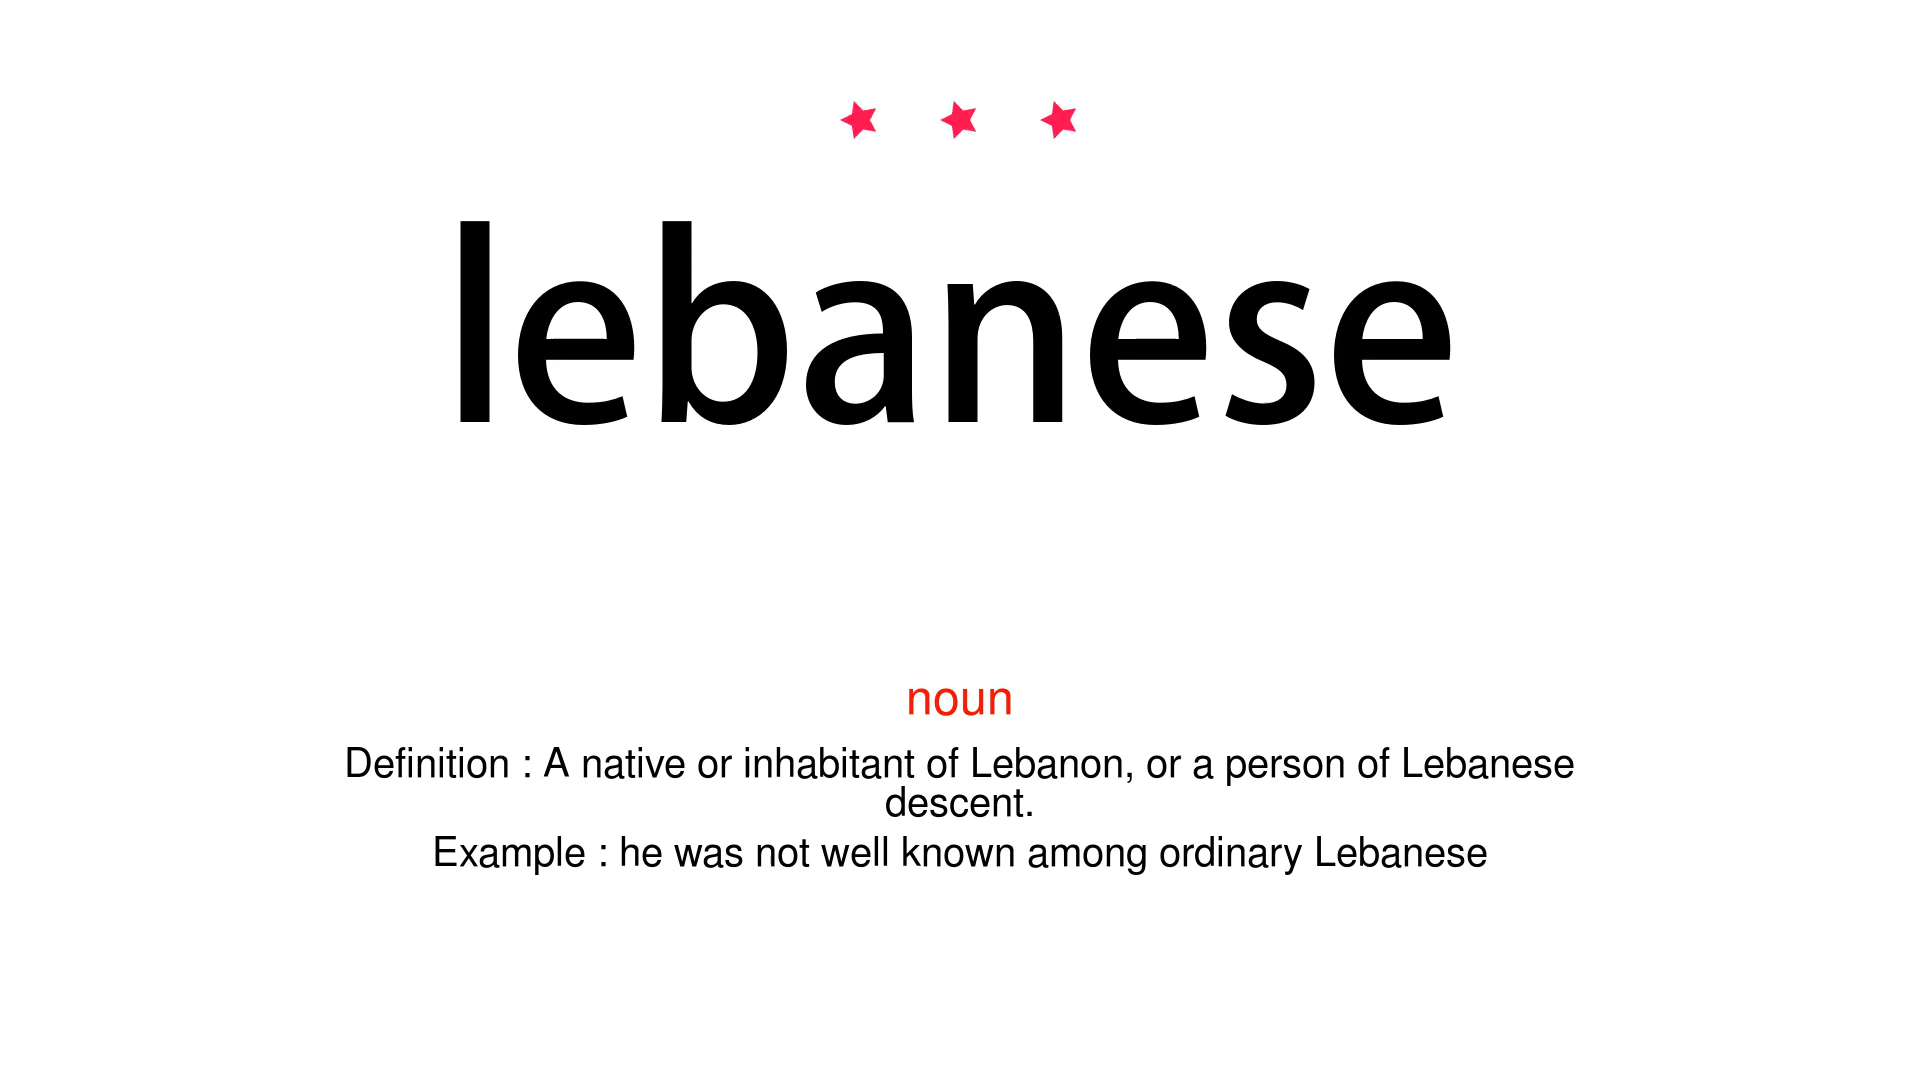 lebanese
noun
Definition : A native or inhabitant of Lebanon, or a person of Lebanese
descent.
Example : he was not well known among ordinary Lebanese